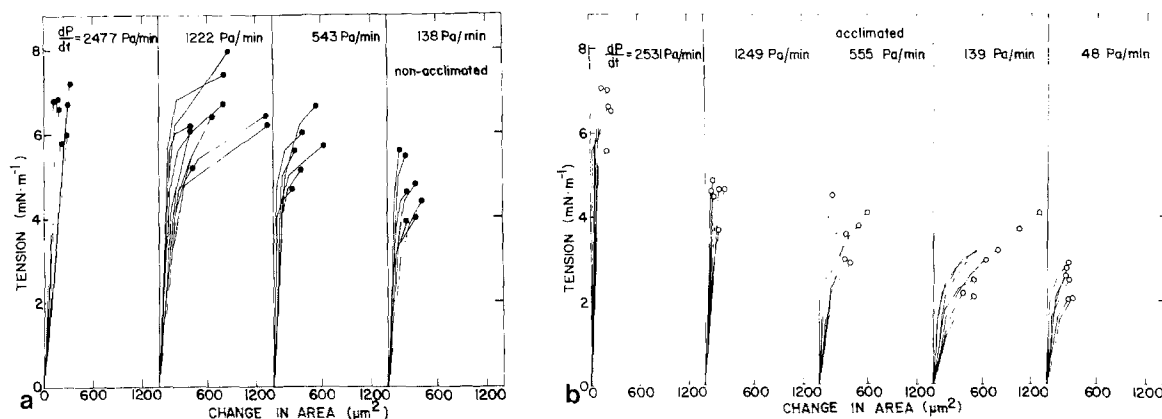 dP/dt = 2477 Pa/min 1222 Pa/min 543 Pa/min 138 Pa/min
non-acclimated
8
6
4
2
0
TENSION (mN·m⁻¹)
0 600 1200 600 1200 600 1200 600 1200
a CHANGE IN AREA (μm²)
acclimated
dP/dt = 2531 Pa/min 1249 Pa/min 555 Pa/min 139 Pa/min 48 Pa/min
8
6
4
2
0
TENSION (mN·m⁻¹)
0 600 1200 600 1200 600 1200 600 1200 600 1200
b CHANGE IN AREA (μm²)